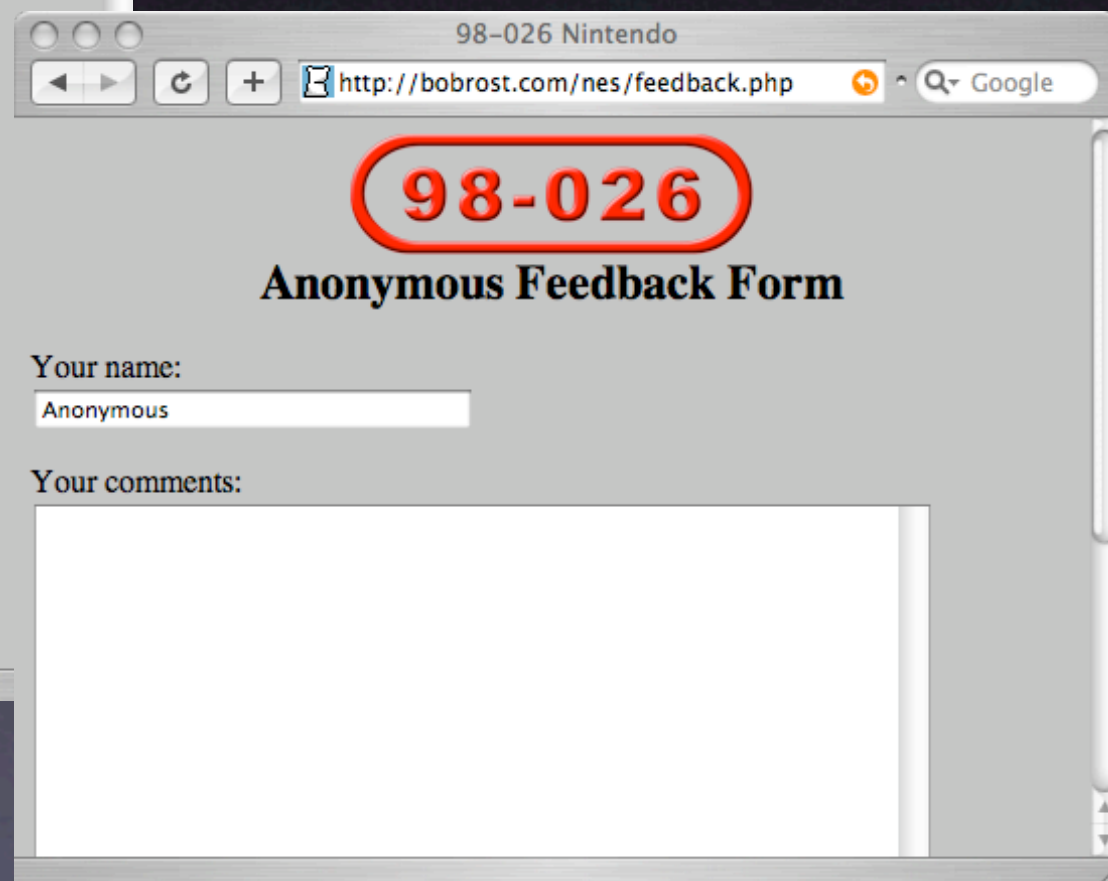 98-026 Nintendo
http://bobrost.com/nes/feedback.php
Google
98-026
Anonymous Feedback Form
Your name:
Anonymous
Your comments: